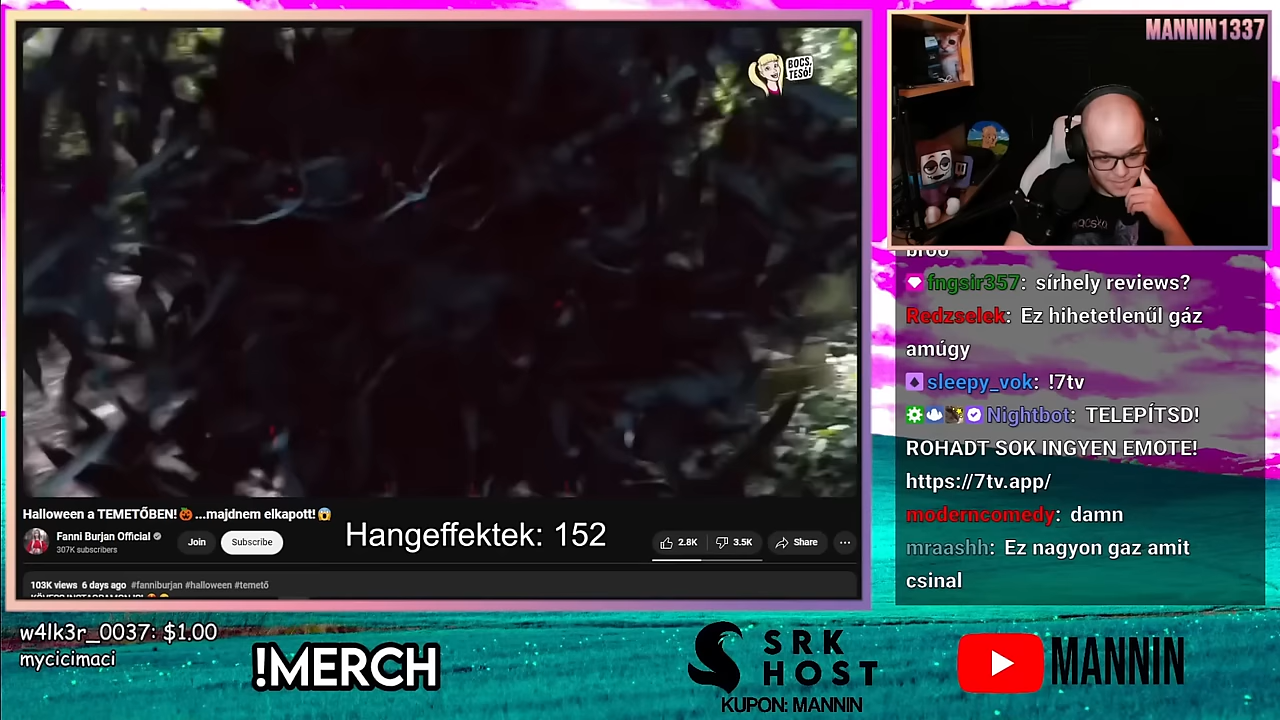 BOCS,
TESÓ!
MANNIN1337
fngsir357: sírhely reviews?
Redzselek: Ez hihetetlenűl gáz
amúgy
sleepy_vok: !7tv
Nightbot: TELEPÍTSD!
ROHADT SOK INGYEN EMOTE!
https://7tv.app/
moderncomedy: damn
mraashh: Ez nagyon gaz amit
csinal
Halloween a TEMETŐBEN!🎃...majdnem elkapott!😱
Fanni Burjan Official
307K subscribers
Join
Subscribe
Hangeffektek: 152
2.8K
3.5K
Share
103K views 6 days ago #fanniburjan #halloween #temető
w4lk3r_0037: $1.00
mycicimaci
!MERCH
SRK
HOST
KUPON: MANNIN
MANNIN